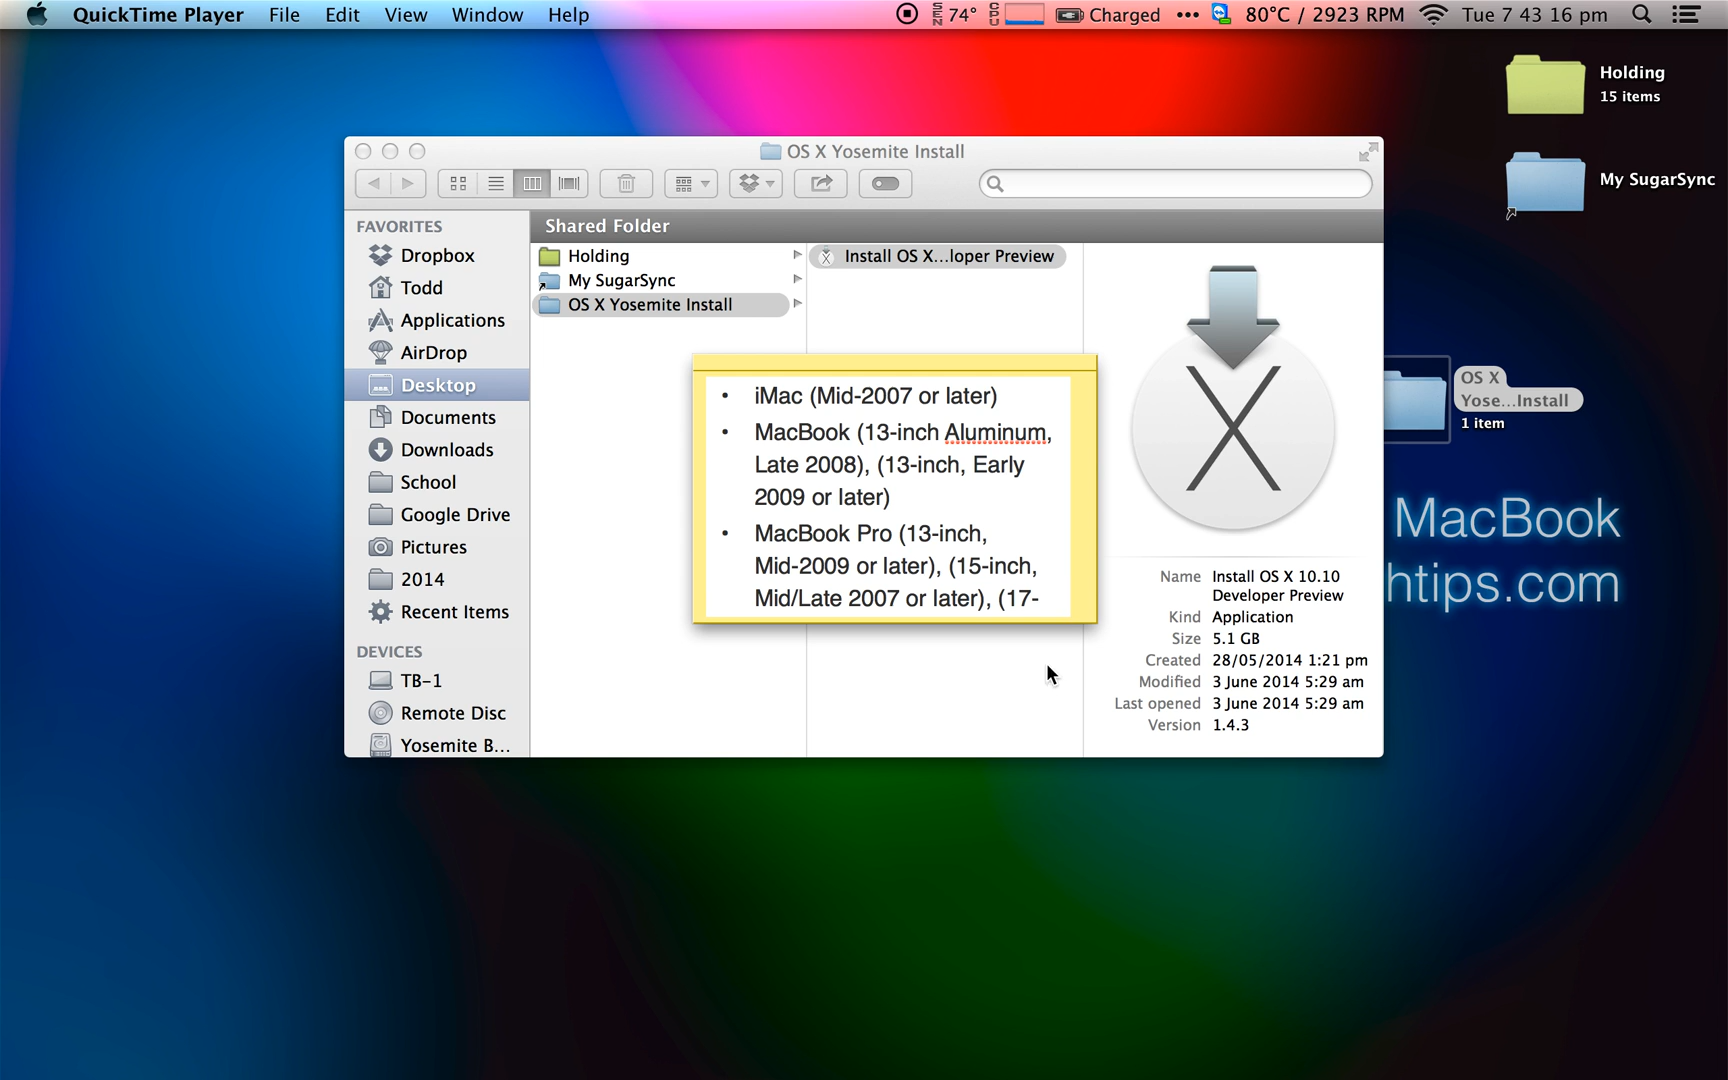 QuickTime Player File Edit View Window Help SEN 74° CPU Charged 80°C / 2923 RPM Tue 7 43 16 pm
Holding
15 items
My SugarSync
OS X Yosemite Install
FAVORITES
Dropbox
Todd
Applications
AirDrop
Desktop
Documents
Downloads
School
Google Drive
Pictures
2014
Recent Items
DEVICES
TB-1
Remote Disc
Yosemite B...
Shared Folder
Holding
My SugarSync
OS X Yosemite Install
Install OS X...loper Preview
• iMac (Mid-2007 or later)
• MacBook (13-inch Aluminum,
Late 2008), (13-inch, Early
2009 or later)
• MacBook Pro (13-inch,
Mid-2009 or later), (15-inch,
Mid/Late 2007 or later), (17-
X
Name Install OS X 10.10
Developer Preview
Kind Application
Size 5.1 GB
Created 28/05/2014 1:21 pm
Modified 3 June 2014 5:29 am
Last opened 3 June 2014 5:29 am
Version 1.4.3
OS X
Yose...Install
1 item
MacBook
htips.com